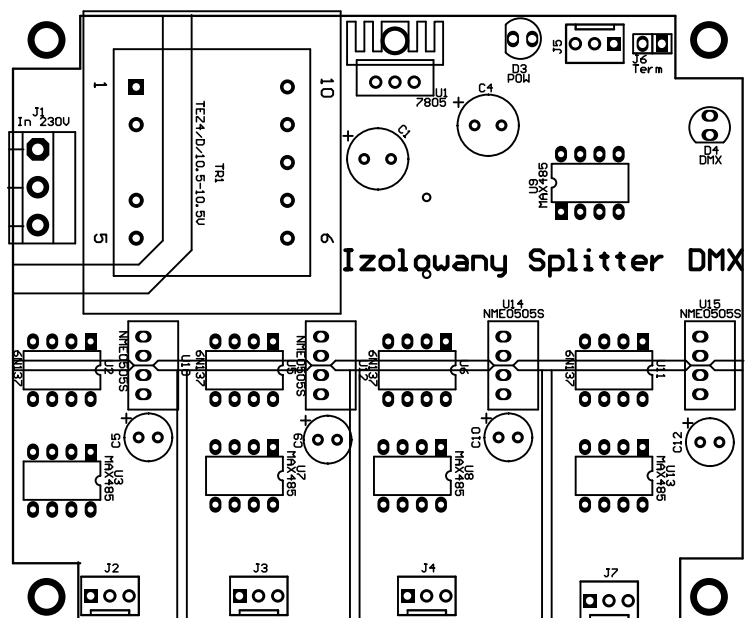 J5
J6
Term
D3
POW
U1
7805
C4
C1
1
10
J1
In 230V
TEZ4/D/10.5-10.5V
TR1
D4
DMX
U9
MAX485
5
6
Izolowany Splitter DMX
U14
NME0505S
U15
NME0505S
6N137
U2
NME0505S
U10
6N137
U5
NME0505S
U12
6N137
U6
6N137
U11
C5
C9
C10
C12
U3
MAX485
U7
MAX485
U8
MAX485
U13
MAX485
J2
J3
J4
J7